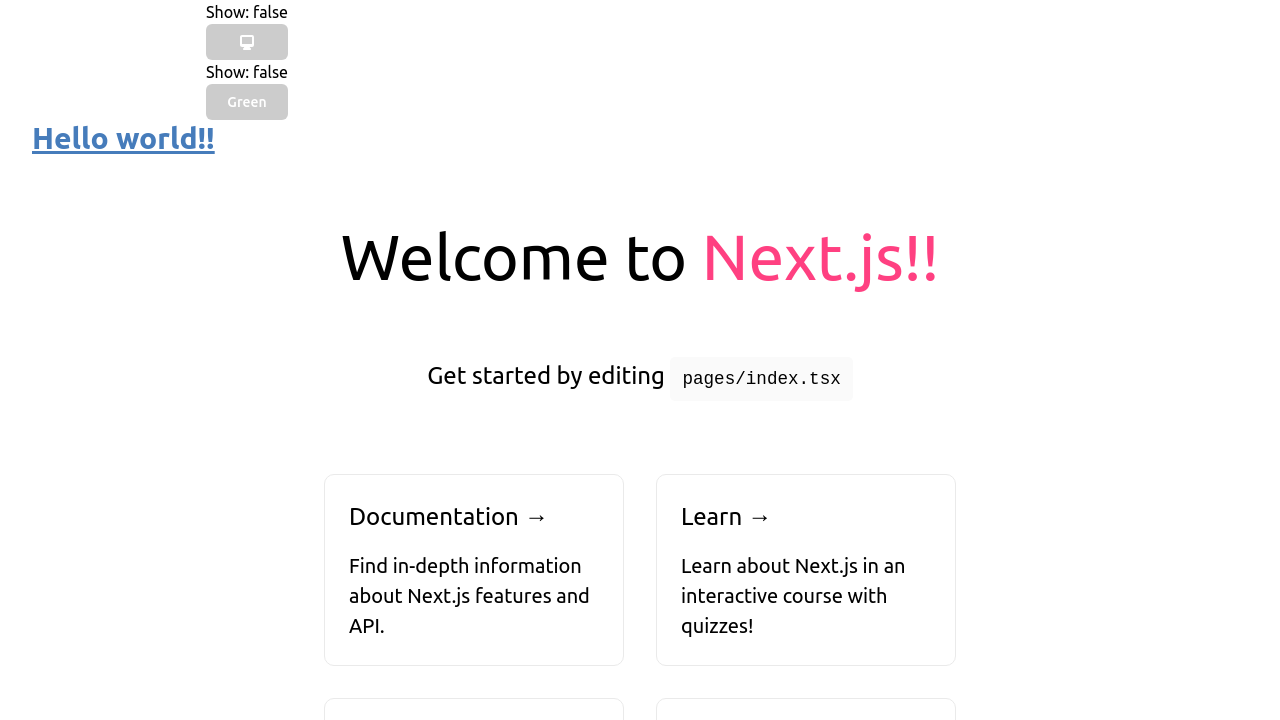 Show: false
Show: false
Green
Hello world!!
Welcome to Next.js!!
Get started by editing pages/index.tsx
Documentation →
Find in-depth information
about Next.js features and
API.
Learn →
Learn about Next.js in an
interactive course with
quizzes!